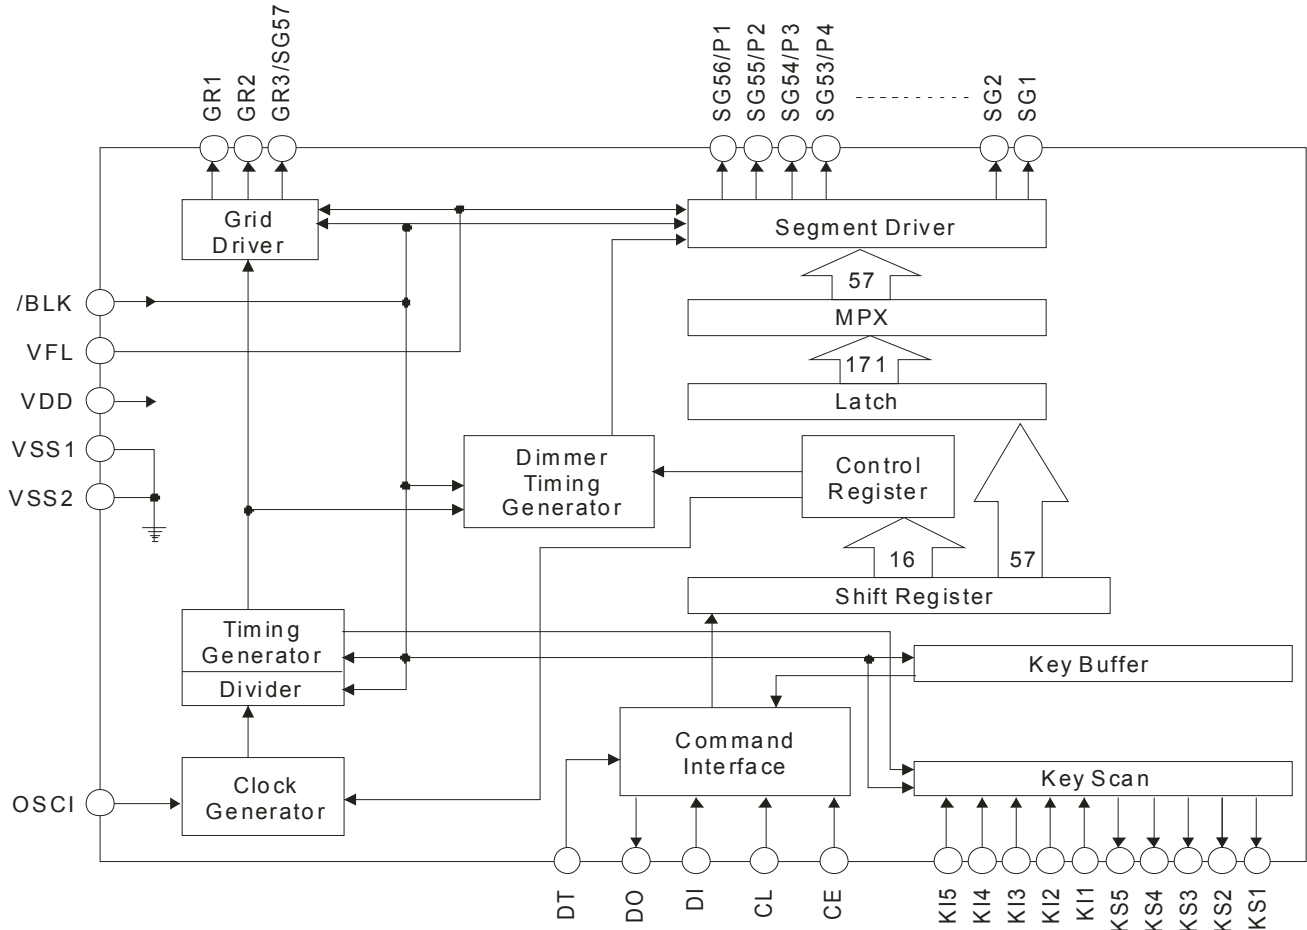 GR1
GR2
GR3/SG57
SG56/P1
SG55/P2
SG54/P3
SG53/P4
SG2
SG1
Grid
Driver
Segment Driver
57
/BLK
MPX
VFL
171
VDD
Latch
VSS1
VSS2
Dimmer
Timing
Generator
Control
Register
16
57
Shift Register
Timing
Generator
Divider
Key Buffer
Command
Interface
Key Scan
OSCI
Clock
Generator
DT
DO
DI
CL
CE
KI5
KI4
KI3
KI2
KI1
KS5
KS4
KS3
KS2
KS1